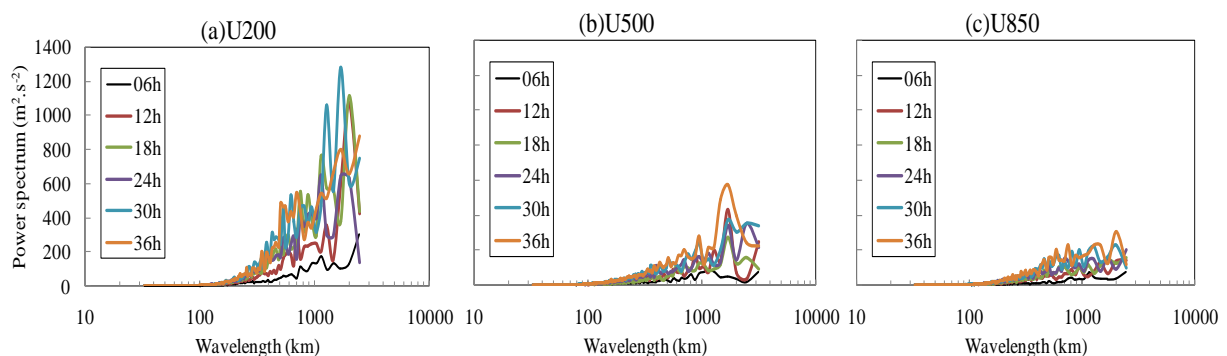 (a)U200
(b)U500
(c)U850
Power spectrum (m².s⁻²)
1400
1200
1000
800
600
400
200
0
06h
12h
18h
24h
30h
36h
06h
12h
18h
24h
30h
36h
06h
12h
18h
24h
30h
36h
10 100 1000 10000
10 100 1000 10000
10 100 1000 10000
Wavelength (km)
Wavelength (km)
Wavelength (km)